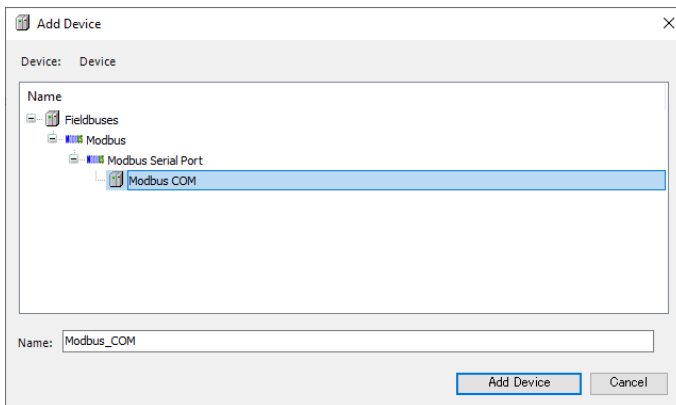 Add Device
Device: Device
Name
Fieldbuses
Modbus
Modbus Serial Port
Modbus COM
Name: Modbus_COM
Add Device Cancel